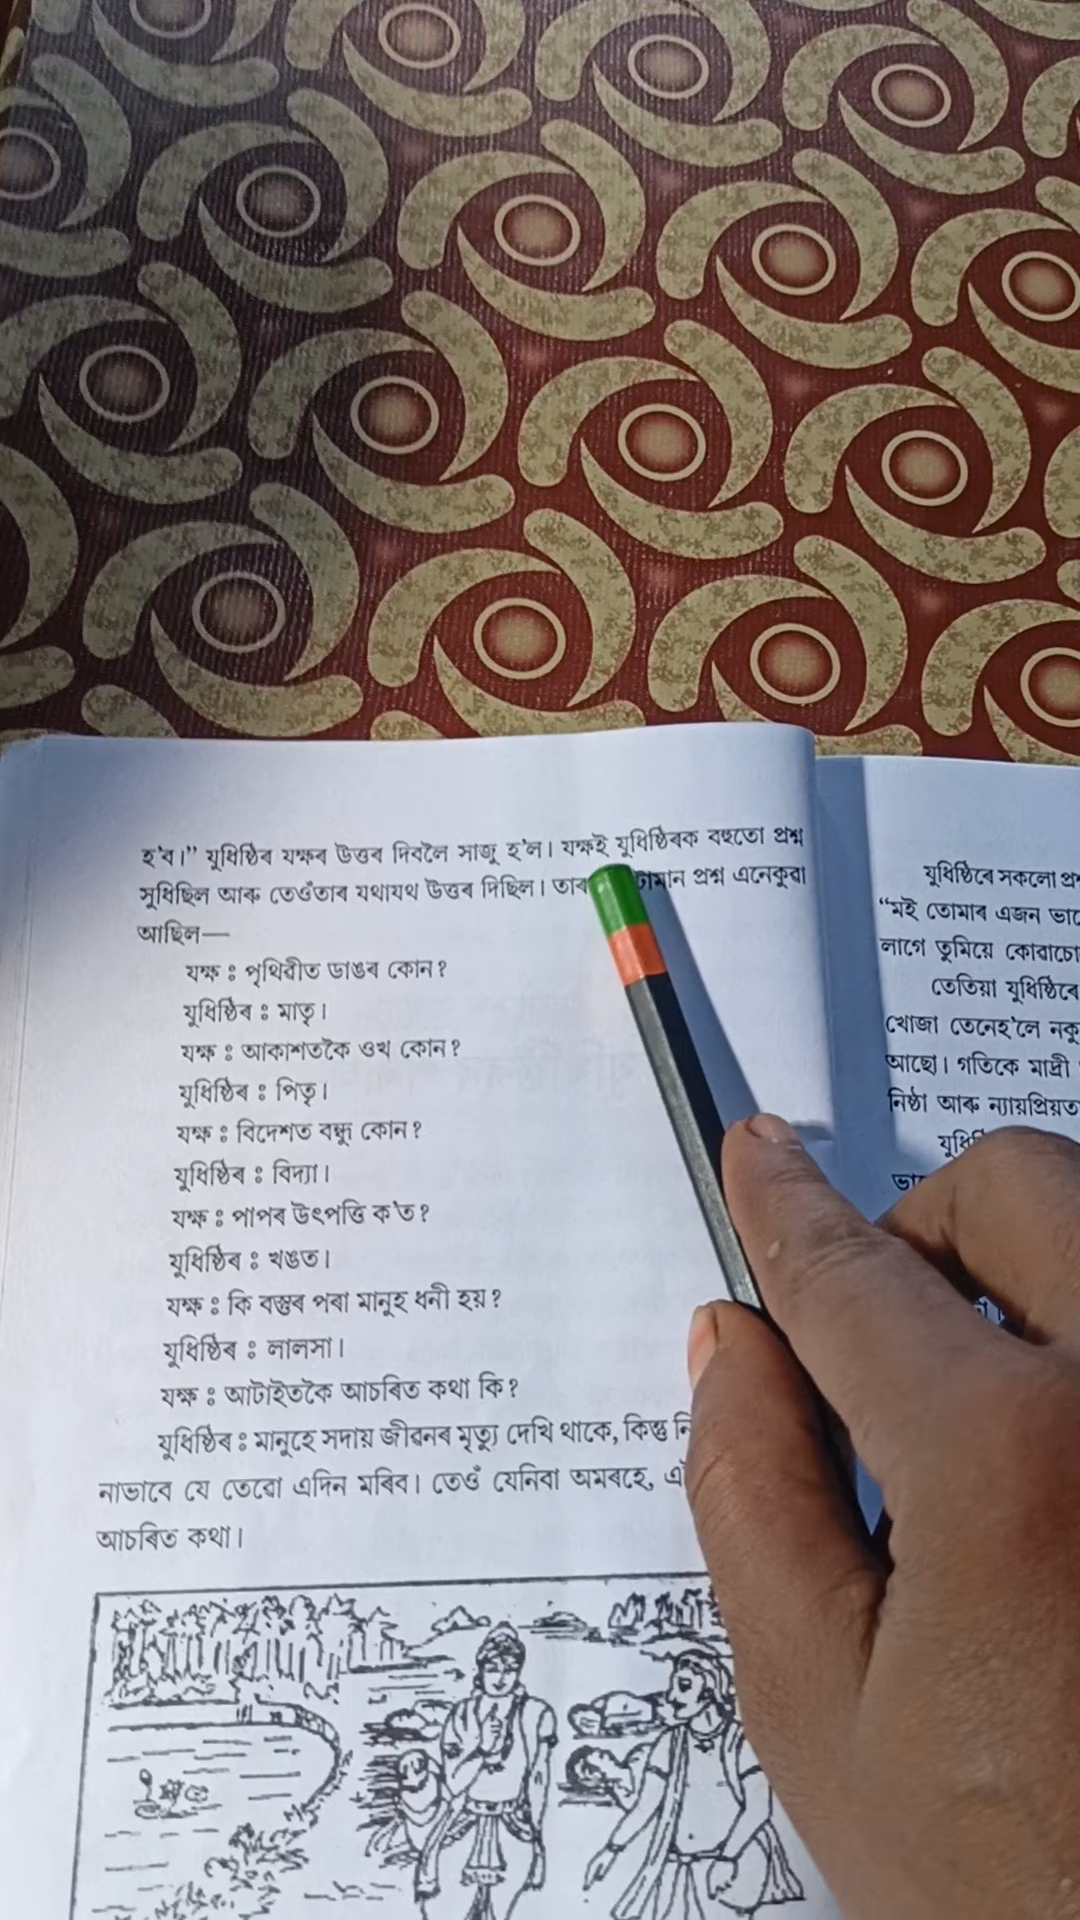 হ'ব।” যুধিষ্ঠিৰ যক্ষৰ উত্তৰ দিবলৈ সাজু হ'ল। যক্ষই যুধিষ্ঠিৰক বহুতো প্ৰশ্ন
সুধিছিল আৰু তেওঁতাৰ যথাযথ উত্তৰ দিছিল। তাৰ প্ৰশ্ন এনেকুৱা
আছিল—
যক্ষ ঃ পৃথিৱীত ডাঙৰ কোন?
যুধিষ্ঠিৰ ঃ মাতৃ।
যক্ষ ঃ আকাশতকৈ ওখ কোন?
যুধিষ্ঠিৰ ঃ পিতৃ।
যক্ষ ঃ বিদেশত বন্ধু কোন?
যুধিষ্ঠিৰ ঃ বিদ্যা।
যক্ষ ঃ পাপৰ উৎপত্তি ক'ত?
যুধিষ্ঠিৰ ঃ খঙত।
যক্ষ ঃ কি বস্তুৰ পৰা মানুহ ধনী হয়?
যুধিষ্ঠিৰ ঃ লালসা।
যক্ষ ঃ আটাইতকৈ আচৰিত কথা কি?
যুধিষ্ঠিৰ ঃ মানুহে সদায় জীৱনৰ মৃত্যু দেখি থাকে, কিন্তু
নাভাবে যে তেৱো এদিন মৰিব। তেওঁ যেনিবা অমৰহে,
আচৰিত কথা।
যুধিষ্ঠিৰে সকলো
“মই তোমাৰ এজন
লাগে তুমিয়ে
তেতিয়া যুধিষ্ঠিৰে
খোজা তেনেহ'লে
আছো। গতিকে মাদ্ৰী
নিষ্ঠা আৰু